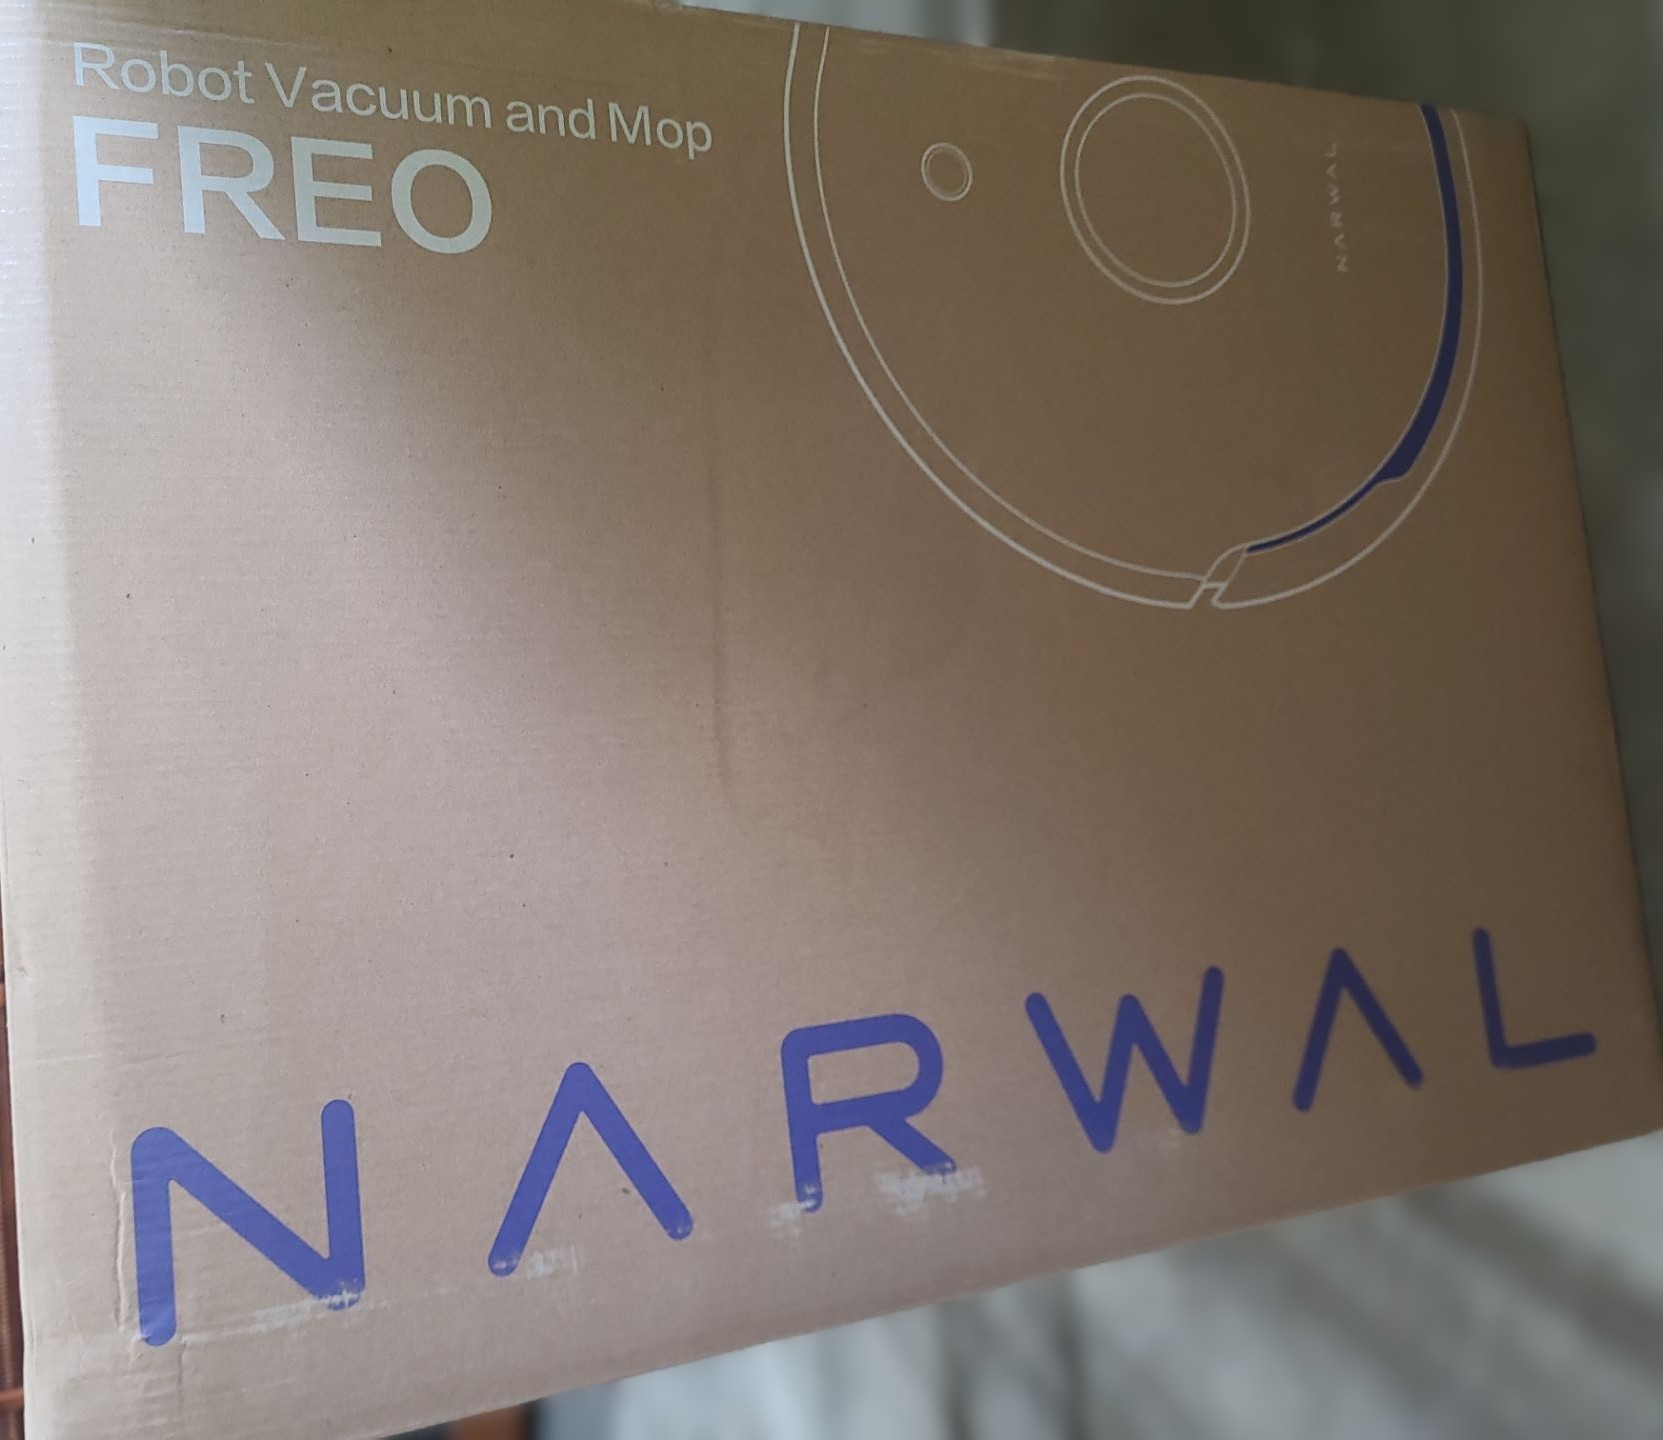 Robot Vacuum and Mop
FREO
NARWAL
NARWAL